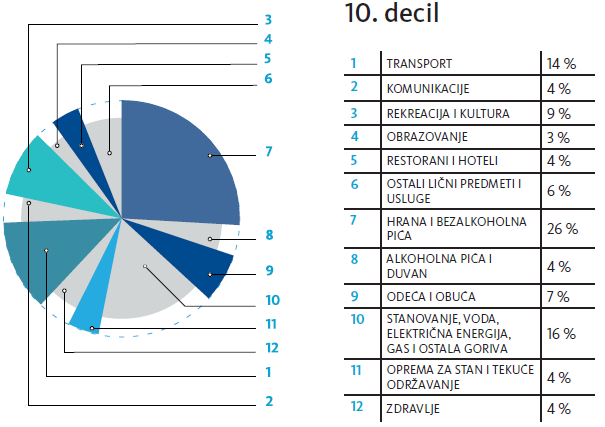 10. decil
3
4
5
6
7
8
9
10
11
12
1
2
1 TRANSPORT 14 %
2 KOMUNIKACIJE 4 %
3 REKREACIJA I KULTURA 9 %
4 OBRAZOVANJE 3 %
5 RESTORANI I HOTELI 4 %
6 OSTALI LIČNI PREDMETI I
USLUGE 6 %
7 HRANA I BEZALKOHOLNA
PIĆA 26 %
8 ALKOHOLNA PIĆA I
DUVAN 4 %
9 ODEĆA I OBUĆA 7 %
10 STANOVANJE, VODA,
ELEKTRIČNA ENERGIJA,
GAS I OSTALA GORIVA 16 %
11 OPREMA ZA STAN I TEKUĆE
ODRŽAVANJE 4 %
12 ZDRAVLJE 4 %